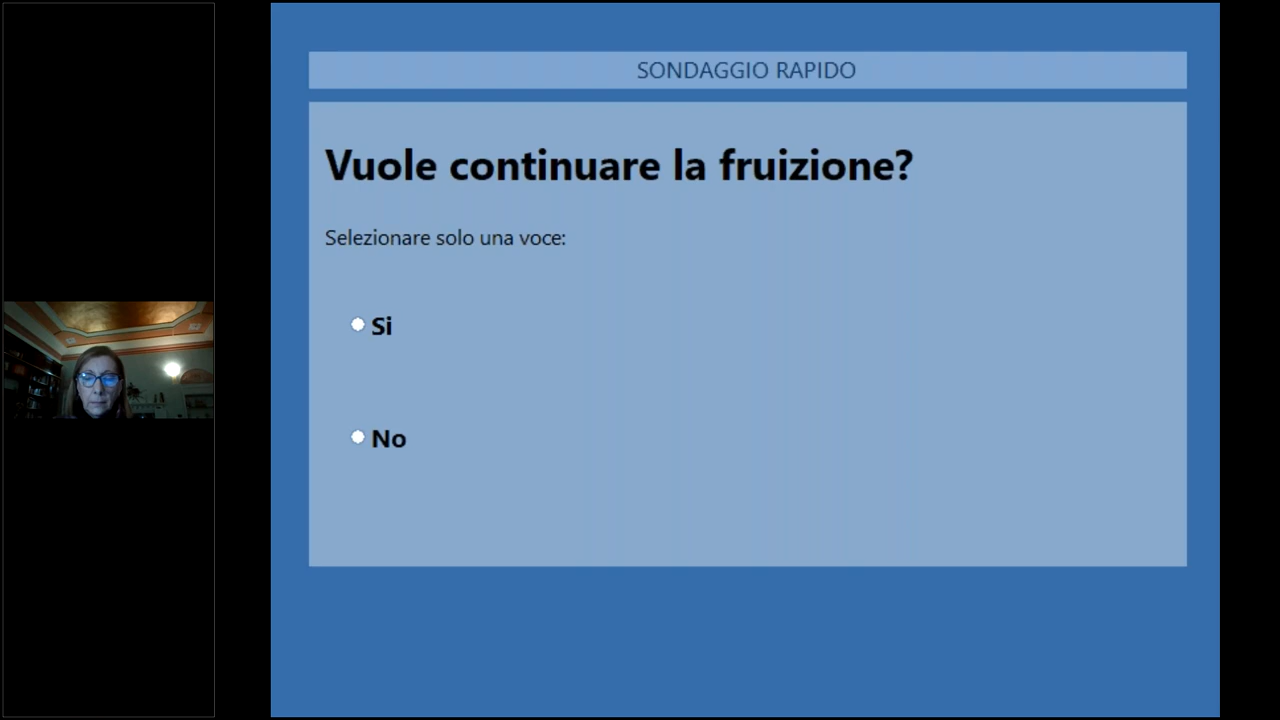 SONDAGGIO RAPIDO
Vuole continuare la fruizione?
Selezionare solo una voce:
Si
No